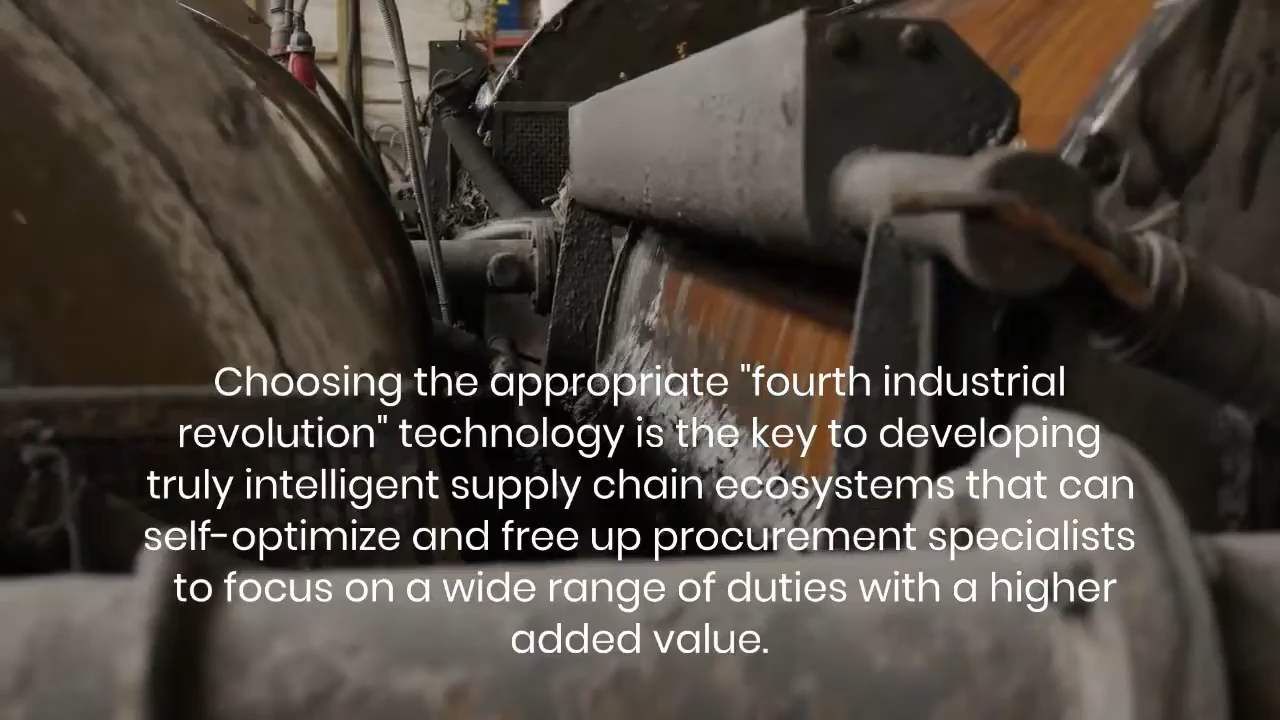 Choosing the appropriate "fourth industrial
revolution" technology is the key to developing
truly intelligent supply chain ecosystems that can
self-optimize and free up procurement specialists
to focus on a wide range of duties with a higher
added value.